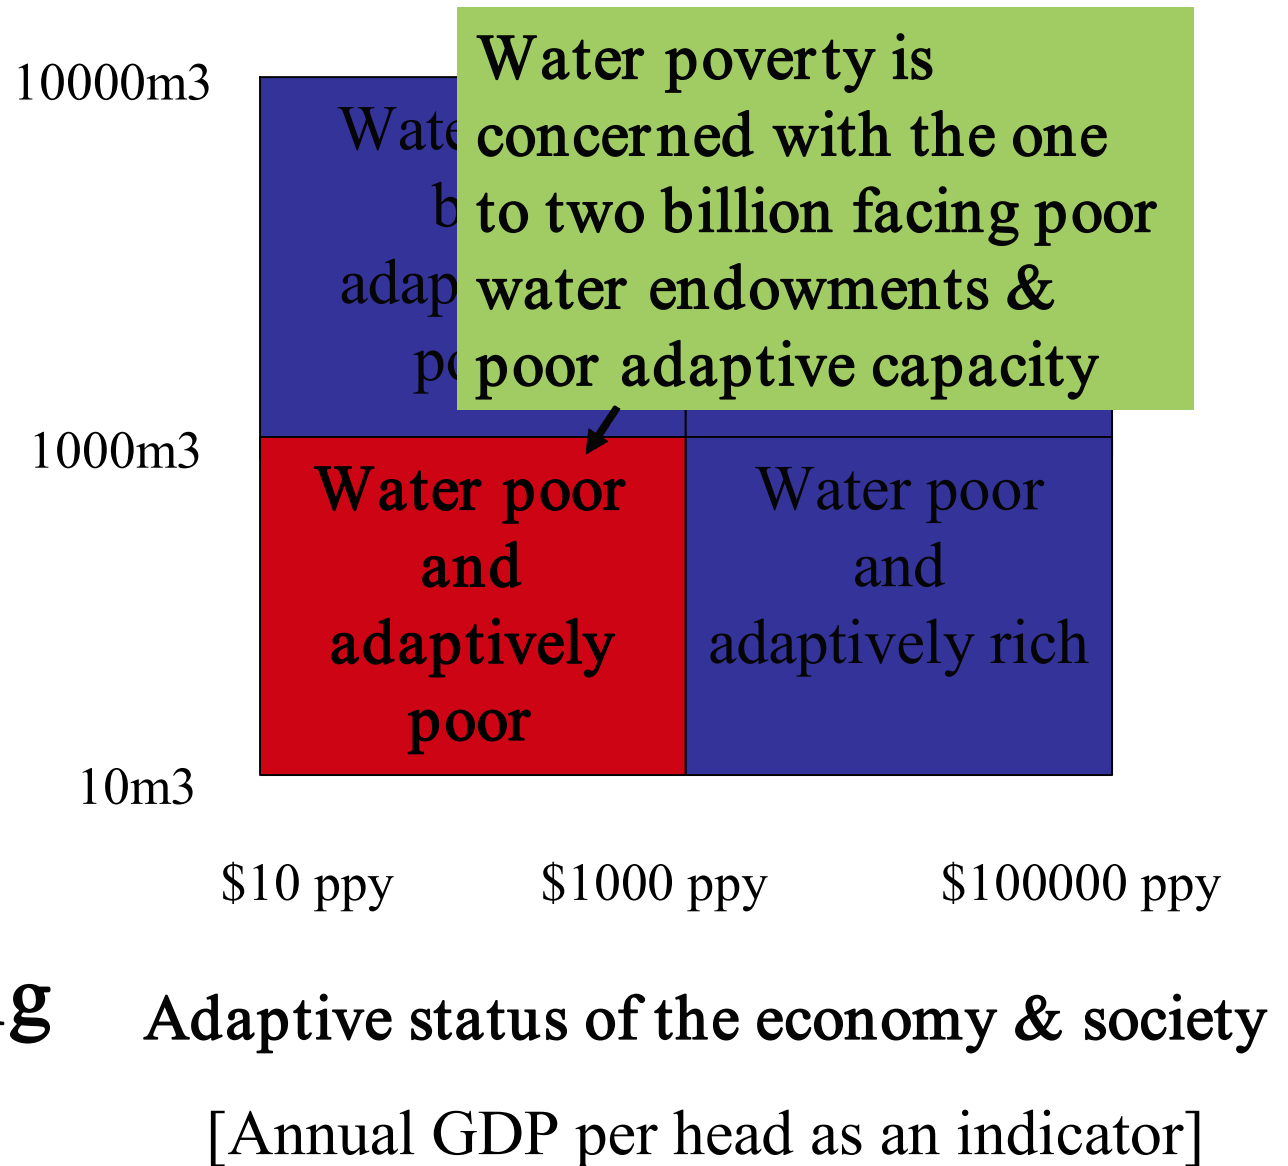 Water poverty is
concerned with the one
to two billion facing poor
water endowments &
poor adaptive capacity
10000m3
1000m3
10m3
Water poor
and
adaptively
poor
Water poor
and
adaptively rich
$10 ppy $1000 ppy $100000 ppy
g Adaptive status of the economy & society
[Annual GDP per head as an indicator]